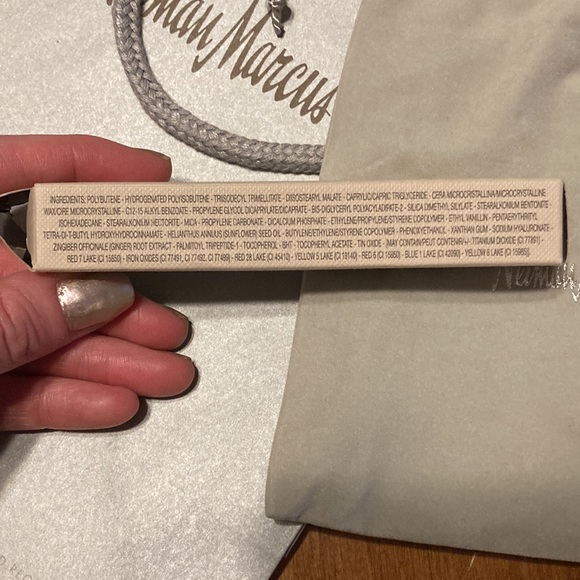 Neiman Marcus
INGREDIENTS: POLYBUTENE • HYDROGENATED POLYISOBUTENE • TRIISODECYL TRIMELLITATE • DIISOSTEARYL MALATE • CAPRYLIC/CAPRIC TRIGLYCERIDE • CERA MICROCRISTALLINA/MICROCRYSTALLINE
WAX/CIRE MICROCRYSTALLINE • C12-15 ALKYL BENZOATE • PROPYLENE GLYCOL DICAPRYLATE/DICAPRATE • BIS-DIGLYCERYL POLYACYLADIPATE-2 • SILICA DIMETHYL SILYLATE • STEARALKONIUM BENTONITE •
ISOHEXADECANE • STEARALKONIUM HECTORITE • MICA • PROPYLENE CARBONATE • DICALCIUM PHOSPHATE • ETHYLENE/PROPYLENE/STYRENE COPOLYMER • ETHYL VANILLIN • PENTAERYTHRITYL
TETRA-DI-T-BUTYL HYDROXYHYDROCINNAMATE • HELIANTHUS ANNUUS (SUNFLOWER) SEED OIL • BUTYLENE/ETHYLENE/STYRENE COPOLYMER • PHENOXYETHANOL • XANTHAN GUM • SODIUM HYALURONATE •
ZINGIBER OFFICINALE (GINGER) ROOT EXTRACT • PALMITOYL TRIPEPTIDE-1 • TOCOPHEROL • BHT • TOCOPHERYL ACETATE • TIN OXIDE • [MAY CONTAIN/PEUT CONTENIR/+/-: TITANIUM DIOXIDE (CI 77891) •
RED 7 LAKE (CI 15850) • IRON OXIDES (CI 77491, CI 77492, CI 77499) • RED 28 LAKE (CI 45410) • YELLOW 5 LAKE (CI 19140) • RED 6 (CI 15850) • BLUE 1 LAKE (CI 42090) • YELLOW 6 LAKE (CI 15985)].